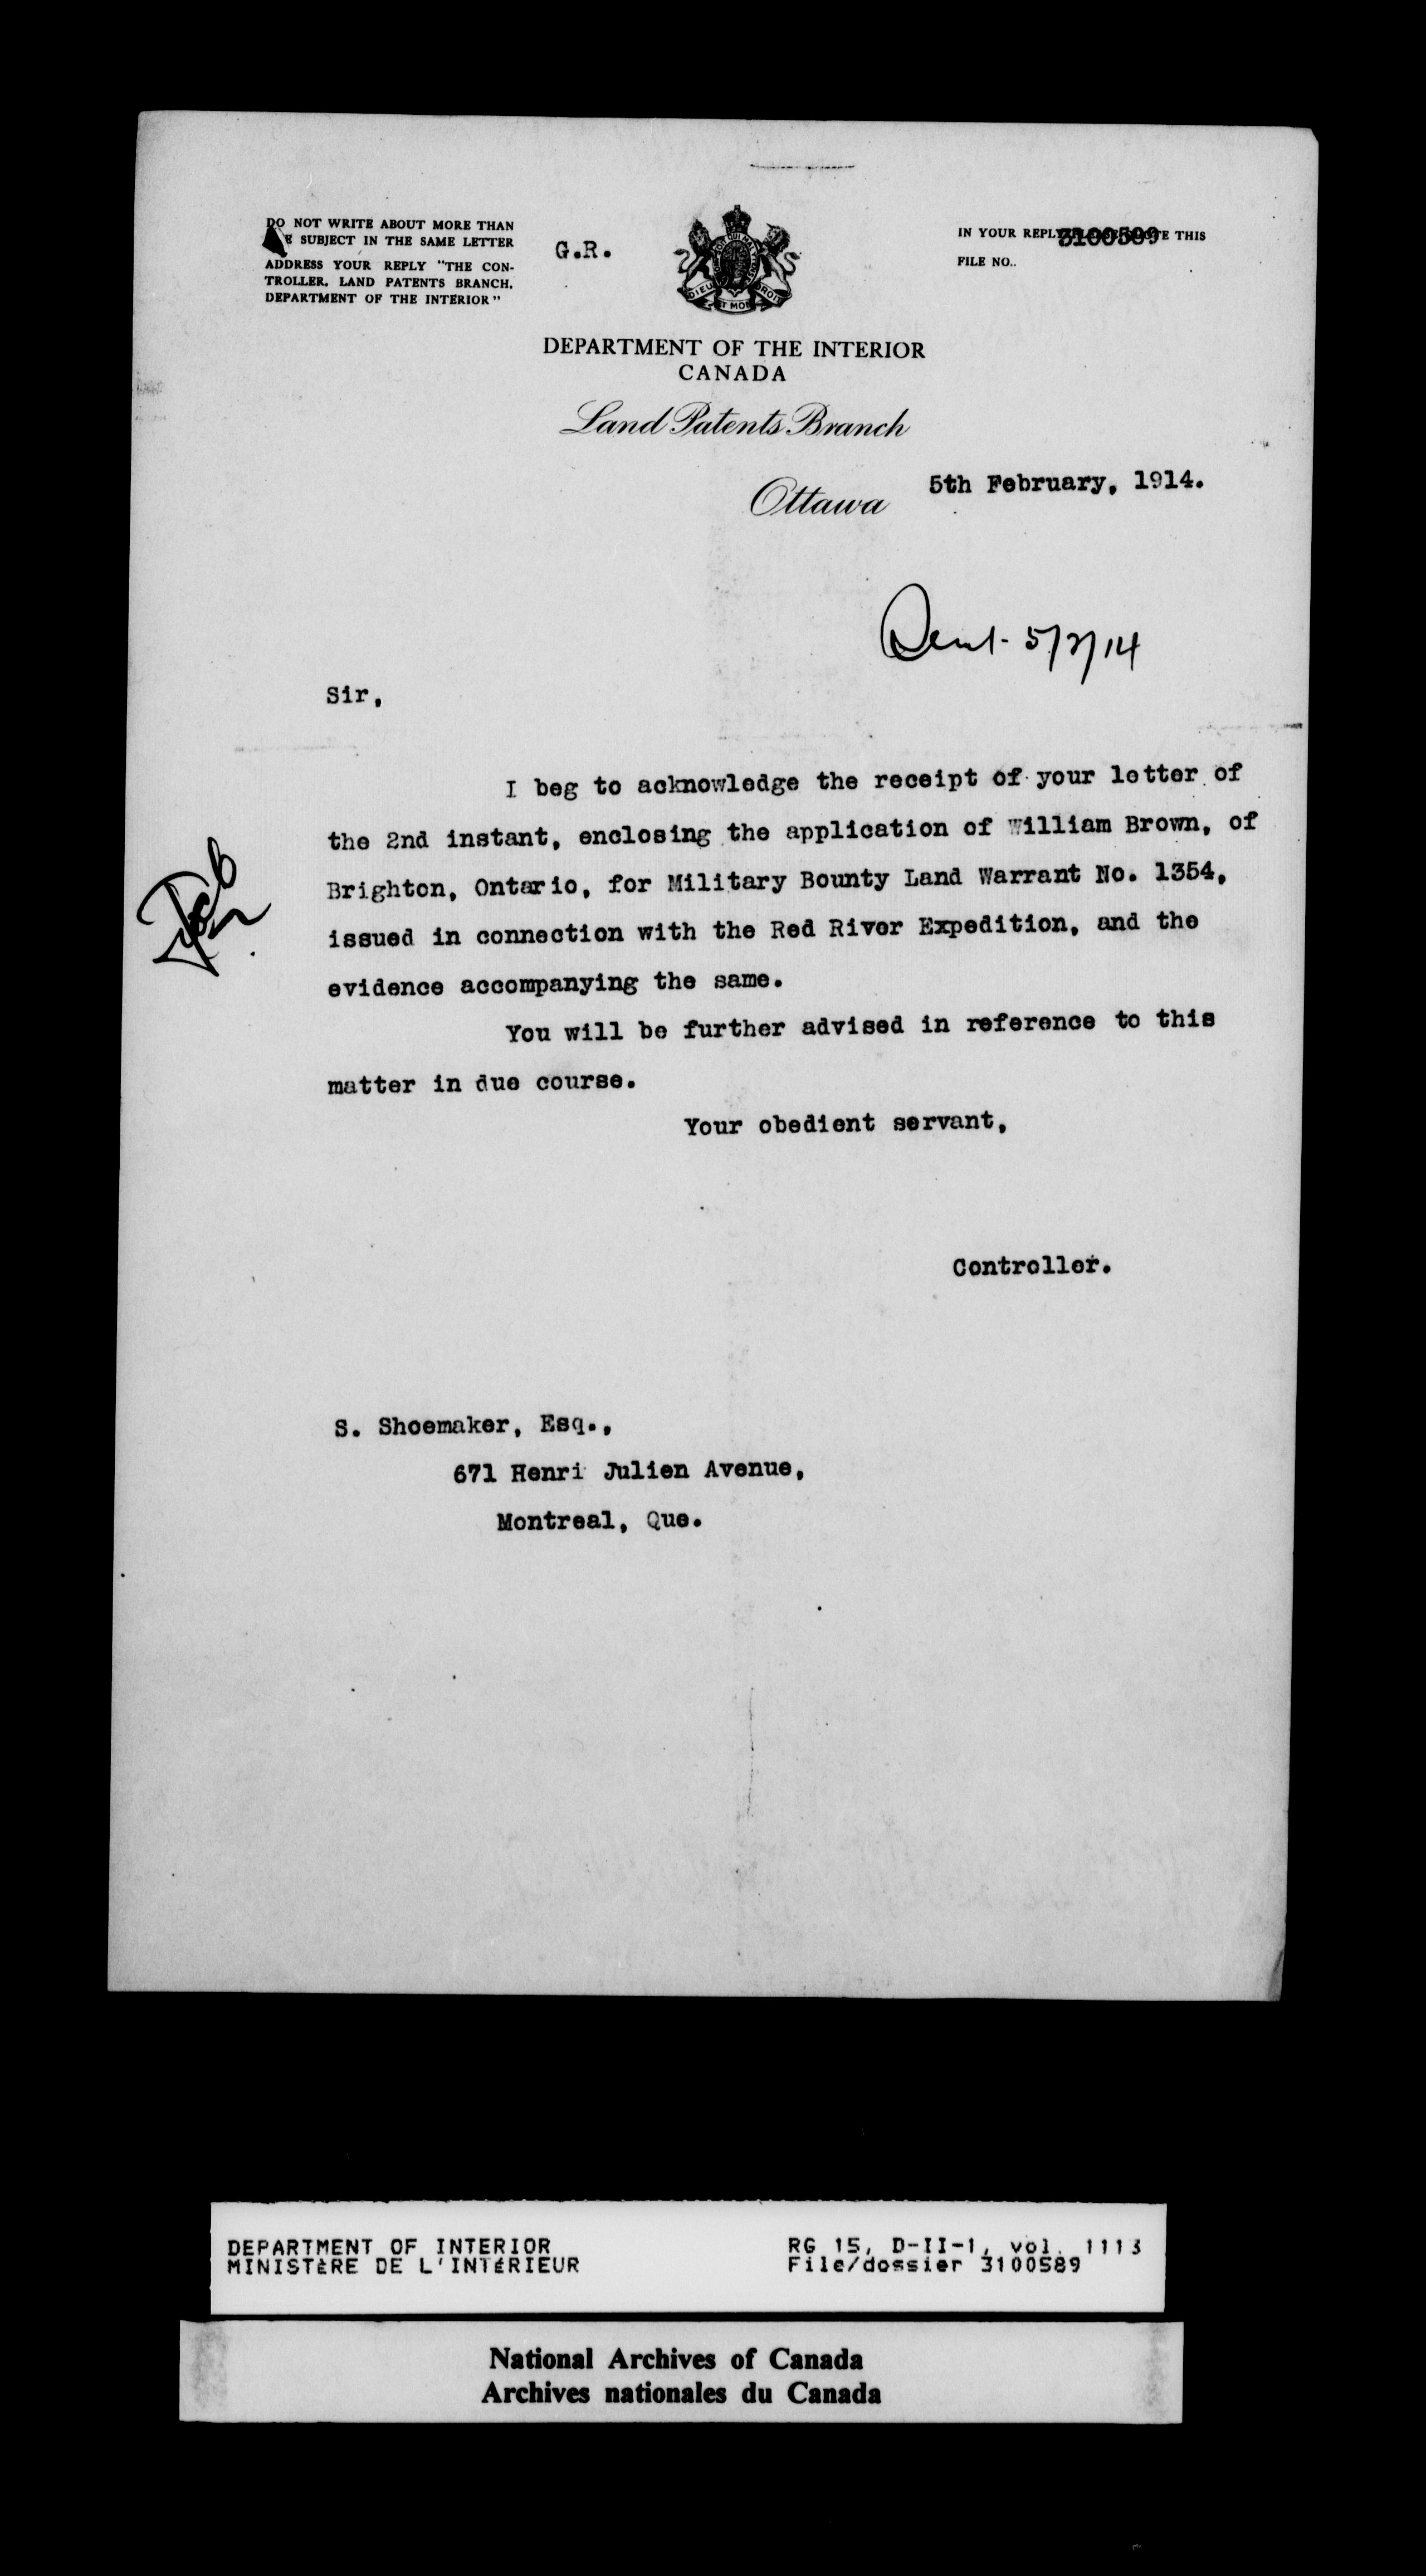 DO NOT WRITE ABOUT MORE THAN
SUBJECT IN THE SAME LETTER
ADDRESS YOUR REPLY "THE CON-
TROLLER, LAND PATENTS BRANCH,
DEPARTMENT OF THE INTERIOR"
G.R.
DIEU ET MON DROIT
IN YOUR REPLY THIS
FILE NO..
DEPARTMENT OF THE INTERIOR
CANADA
Land Patents Branch
Ottawa 5th February, 1914.
5/2/14
Sir,
I beg to acknowledge the receipt of your letter of
the 2nd instant, enclosing the application of William Brown, of
Brighton, Ontario, for Military Bounty Land Warrant No. 1354,
issued in connection with the Red River Expedition, and the
evidence accompanying the same.
You will be further advised in reference to this
matter in due course.
Your obedient servant,
Controller.
S. Shoemaker, Esq.,
671 Henri Julien Avenue,
Montreal, Que.
DEPARTMENT OF INTERIOR RG 15, D-II-1, vol. 1113
MINISTÈRE DE L'INTÉRIEUR File/dossier 3100589
National Archives of Canada
Archives nationales du Canada